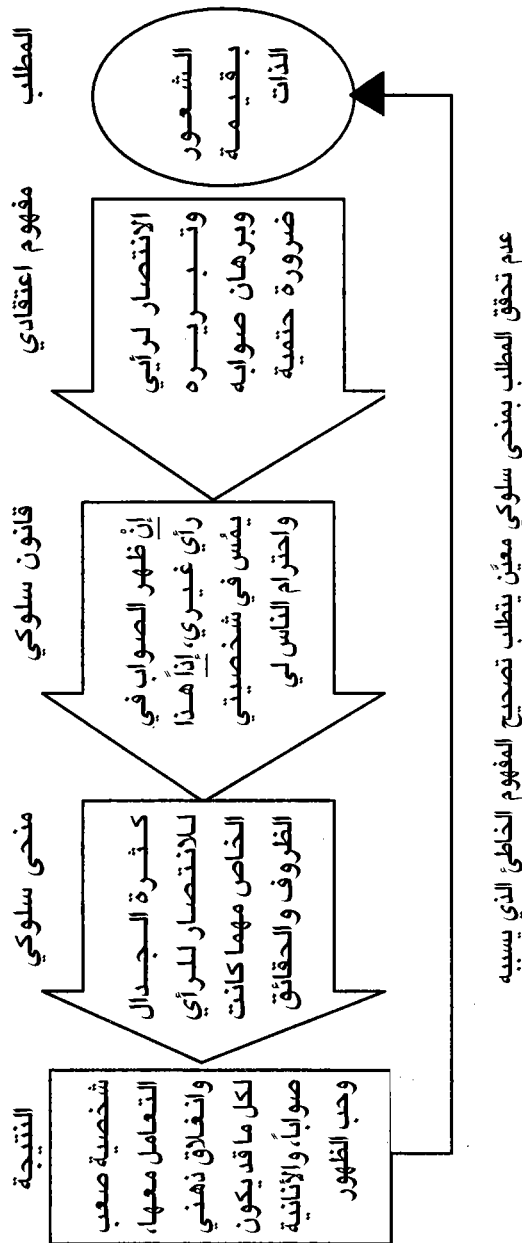 المطلب
الشعور
بقيمة
الذات
مفهوم اعتقادي
الانتصار لرأيي
وتبريره
وبرهان صوابه
ضرورة حتمية
قانون سلوكي
إن ظهر الصواب في
رأي غيري، إذاً هذا
يمُس في شخصيتي
واحترام الناس لي
منحى سلوكي
كثرة الجدال
للانتصار للرأي
الخاص مهما كانت
الظروف والحقائق
النتيجة
شخصية صعب
التعامل معها،
وانغلاق ذهني
لكل ما قد يكون
صواباً، والأنانية
وحب الظهور
عدم تحقق المطلب بمنحى سلوكي معيَّن يتطلب تصحيح المفهوم الخاطئ الذي يسببه